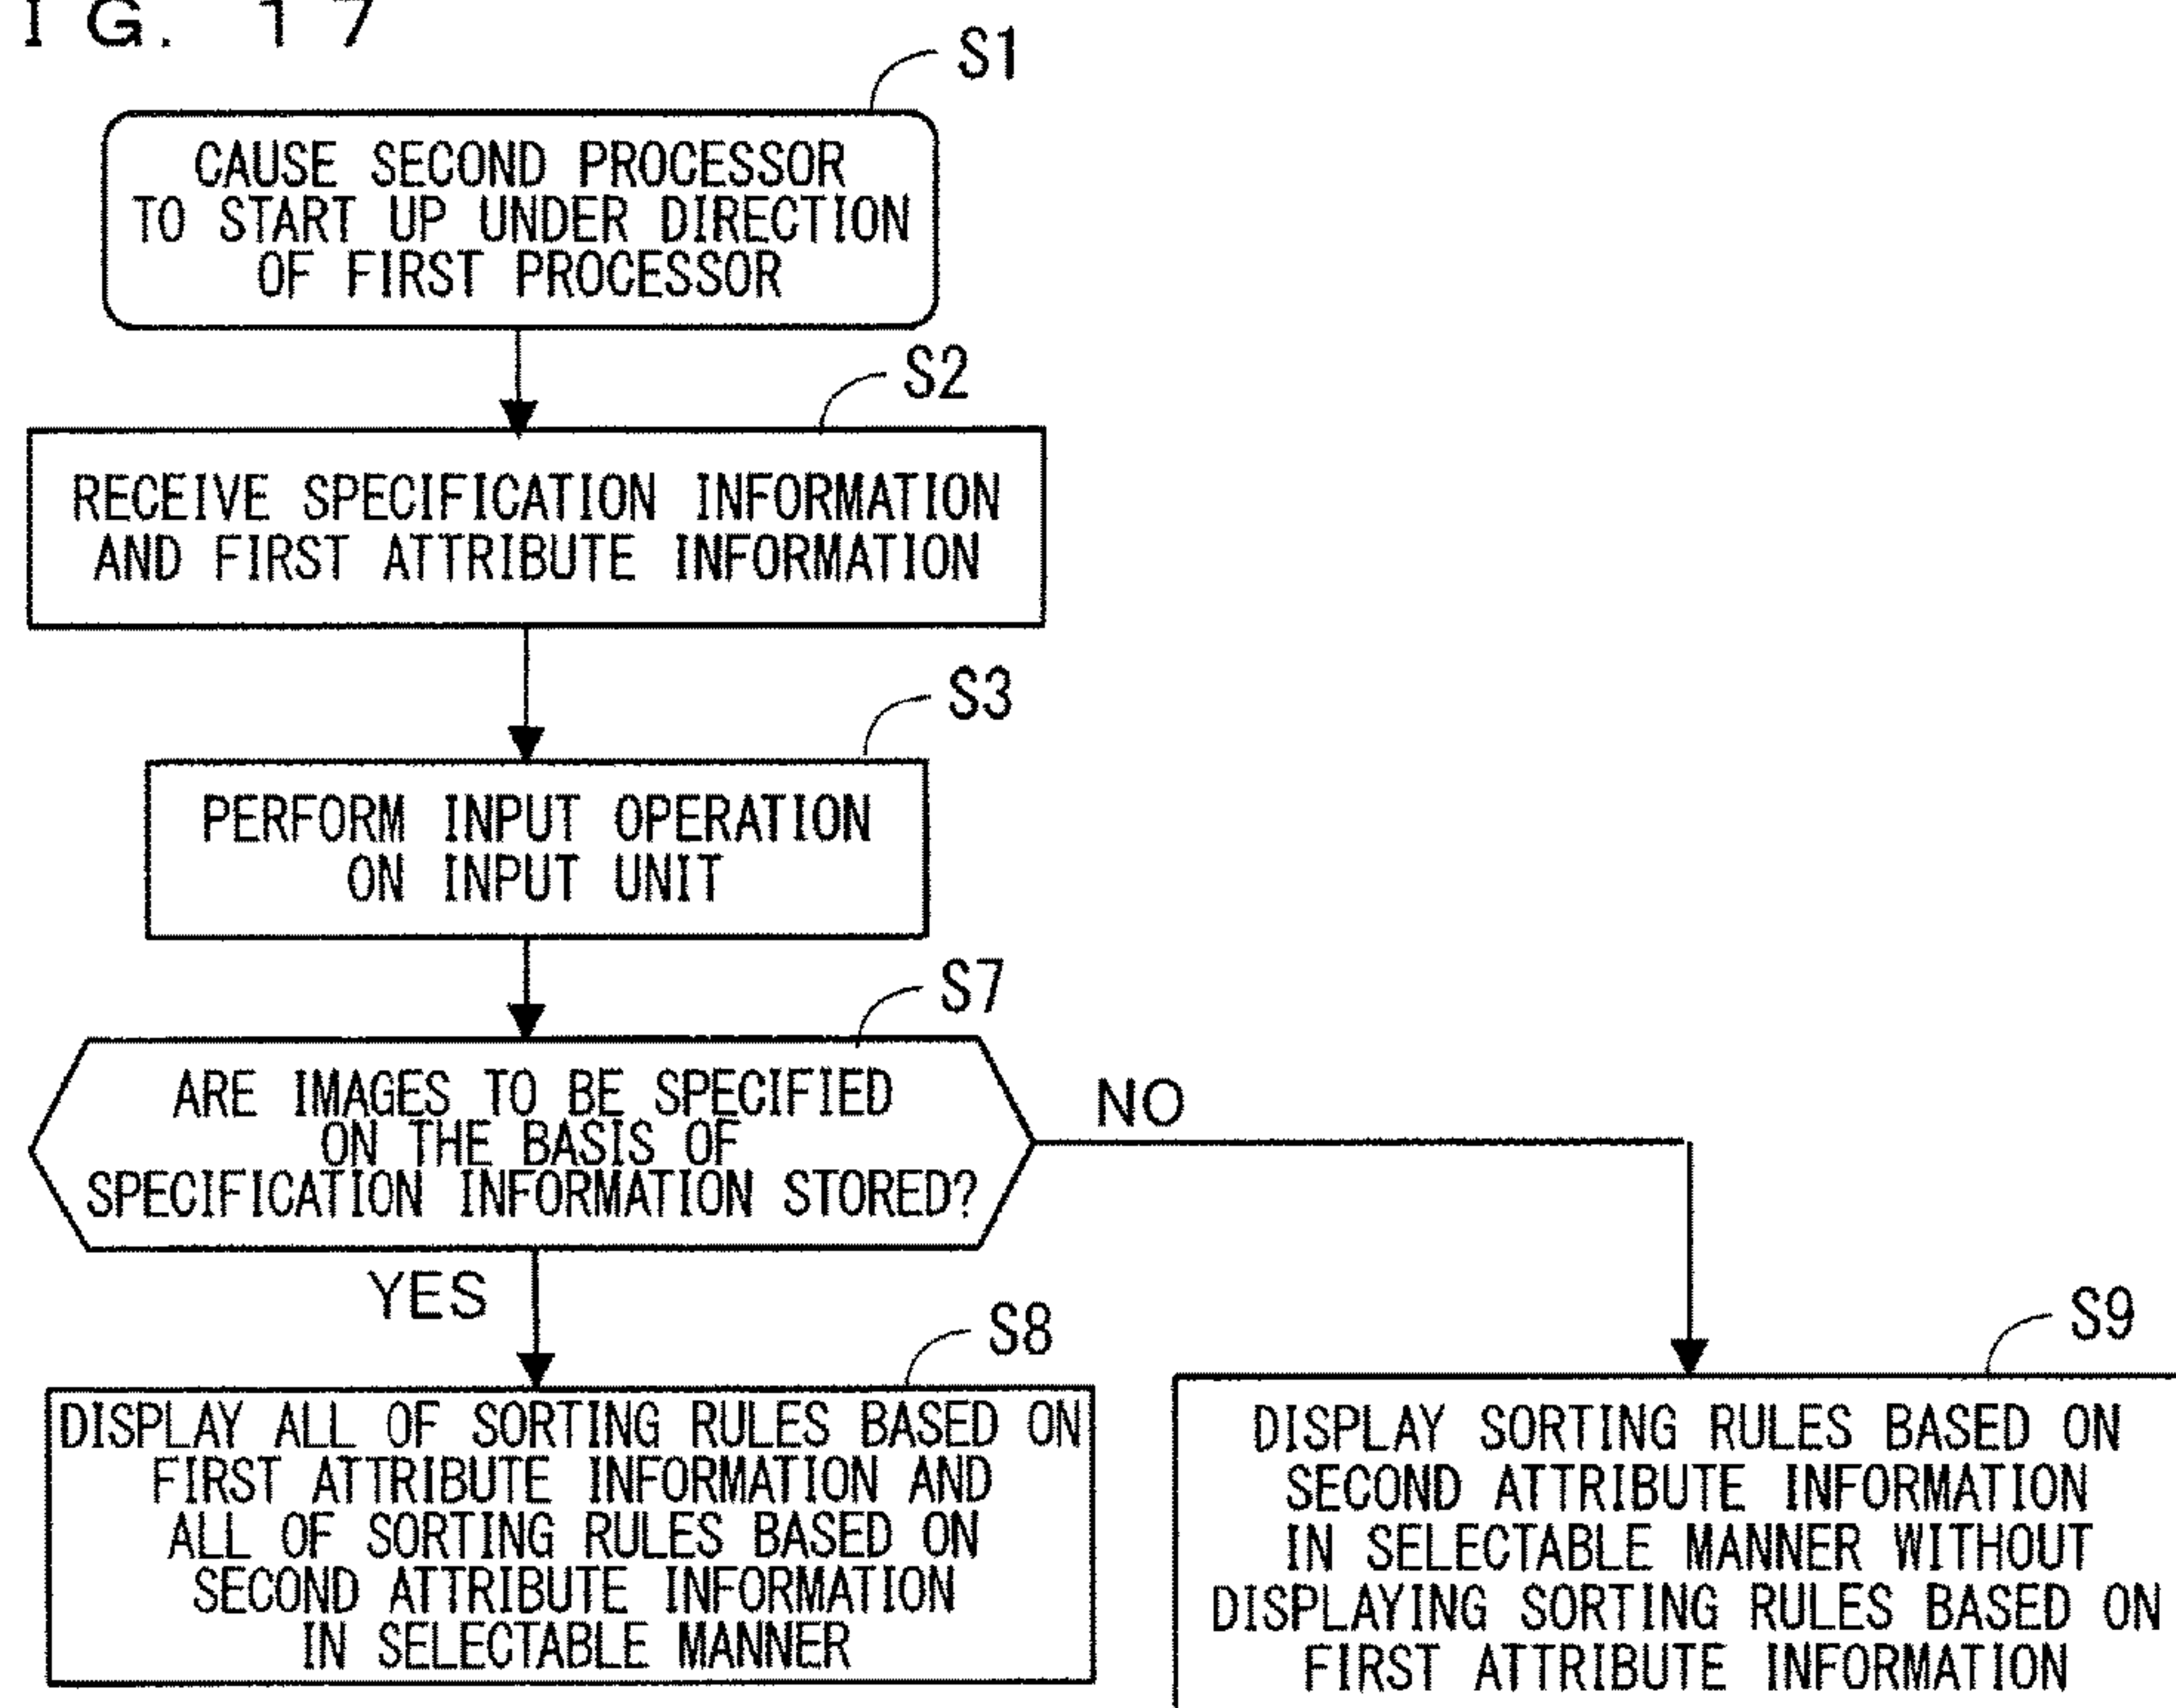 IG. 17
S1
CAUSE SECOND PROCESSOR
TO START UP UNDER DIRECTION
OF FIRST PROCESSOR
S2
RECEIVE SPECIFICATION INFORMATION
AND FIRST ATTRIBUTE INFORMATION
S3
PERFORM INPUT OPERATION
ON INPUT UNIT
S7
ARE IMAGES TO BE SPECIFIED
ON THE BASIS OF
SPECIFICATION INFORMATION STORED?
NO
YES
S8
DISPLAY ALL OF SORTING RULES BASED ON
FIRST ATTRIBUTE INFORMATION AND
ALL OF SORTING RULES BASED ON
SECOND ATTRIBUTE INFORMATION
IN SELECTABLE MANNER
S9
DISPLAY SORTING RULES BASED ON
SECOND ATTRIBUTE INFORMATION
IN SELECTABLE MANNER WITHOUT
DISPLAYING SORTING RULES BASED ON
FIRST ATTRIBUTE INFORMATION